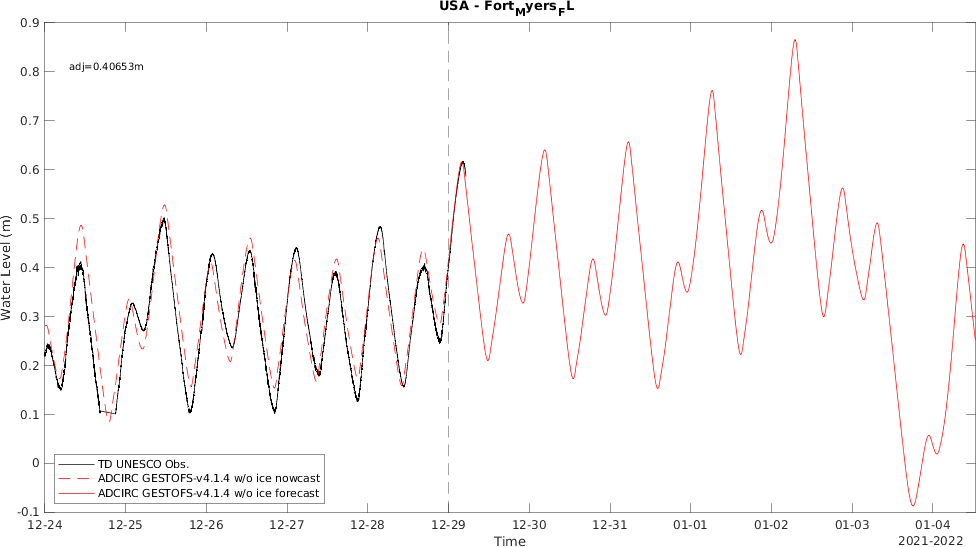 USA - Fort_Myers_FL
0.9
0.8
0.7
0.6
0.5
0.4
0.3
0.2
0.1
0
-0.1
Water Level (m)
adj=0.40653m
TD UNESCO Obs.
ADCIRC GESTOFS-v4.1.4 w/o ice nowcast
ADCIRC GESTOFS-v4.1.4 w/o ice forecast
12-24 12-25 12-26 12-27 12-28 12-29 12-30 12-31 01-01 01-02 01-03 01-04
Time
2021-2022